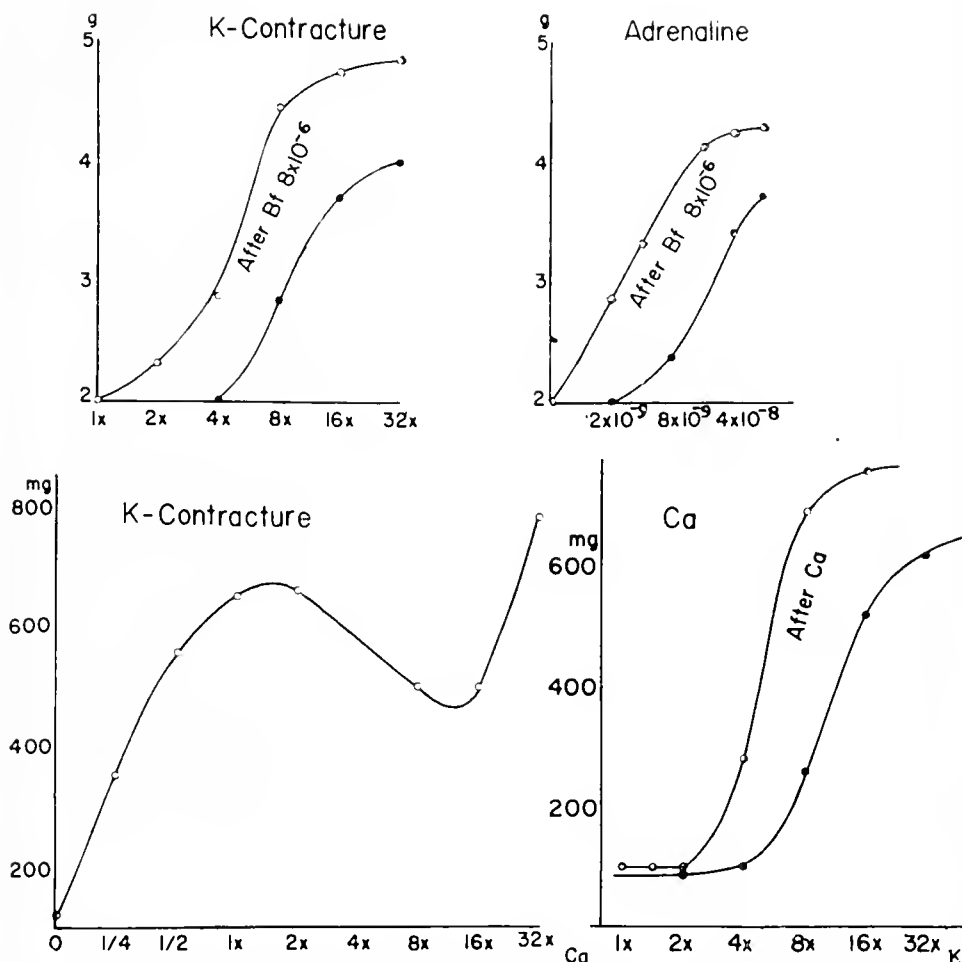 g
K-Contracture
5
4
3
2
After Bf 8x10⁻⁶
1x 2x 4x 8x 16x 32x
g
Adrenaline
5
4
3
2
After Bf 8x10⁻⁶
2x10⁻⁹ 8x10⁻⁹ 4x10⁻⁸
mg
K-Contracture
800
600
400
200
0 1/4 1/2 1x 2x 4x 8x 16x 32x
Ca
Ca
mg
600
400
200
After Ca
1x 2x 4x 8x 16x 32x
K